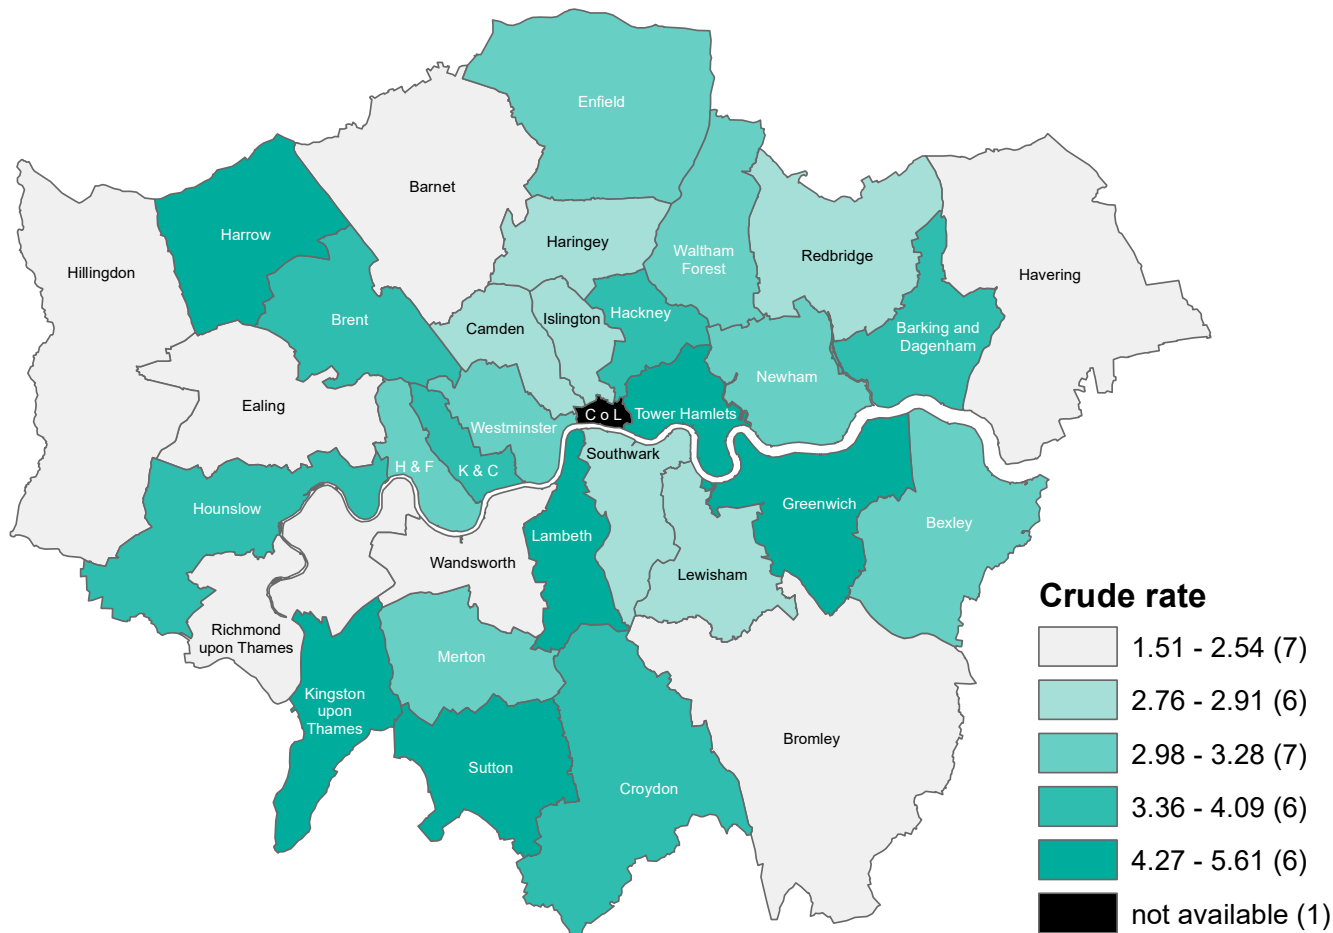 Enfield
Barnet
Harrow
Haringey
Waltham
Forest
Redbridge
Hillingdon
Havering
Brent
Camden
Islington
Hackney
Barking and
Dagenham
Newham
Ealing
Westminster
C o L
Tower Hamlets
H & F
K & C
Southwark
Hounslow
Greenwich
Bexley
Lambeth
Wandsworth
Lewisham
Richmond
upon Thames
Merton
Kingston
upon
Thames
Sutton
Croydon
Bromley
Crude rate
1.51 - 2.54 (7)
2.76 - 2.91 (6)
2.98 - 3.28 (7)
3.36 - 4.09 (6)
4.27 - 5.61 (6)
not available (1)